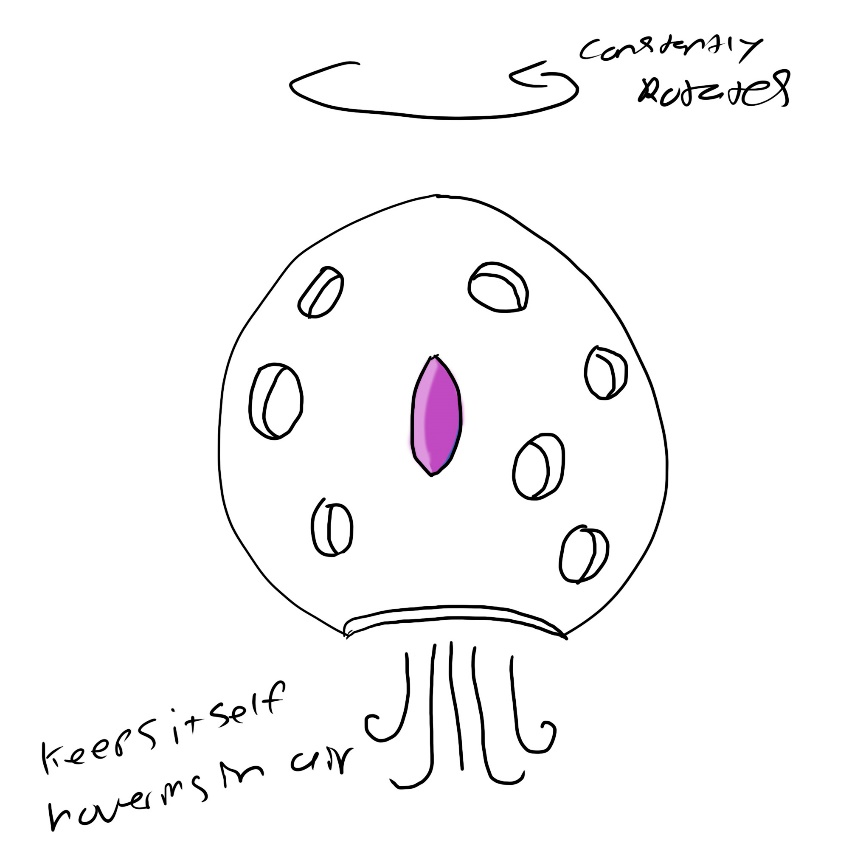 Constantly
Rotates
Keeps itself
hovering in air